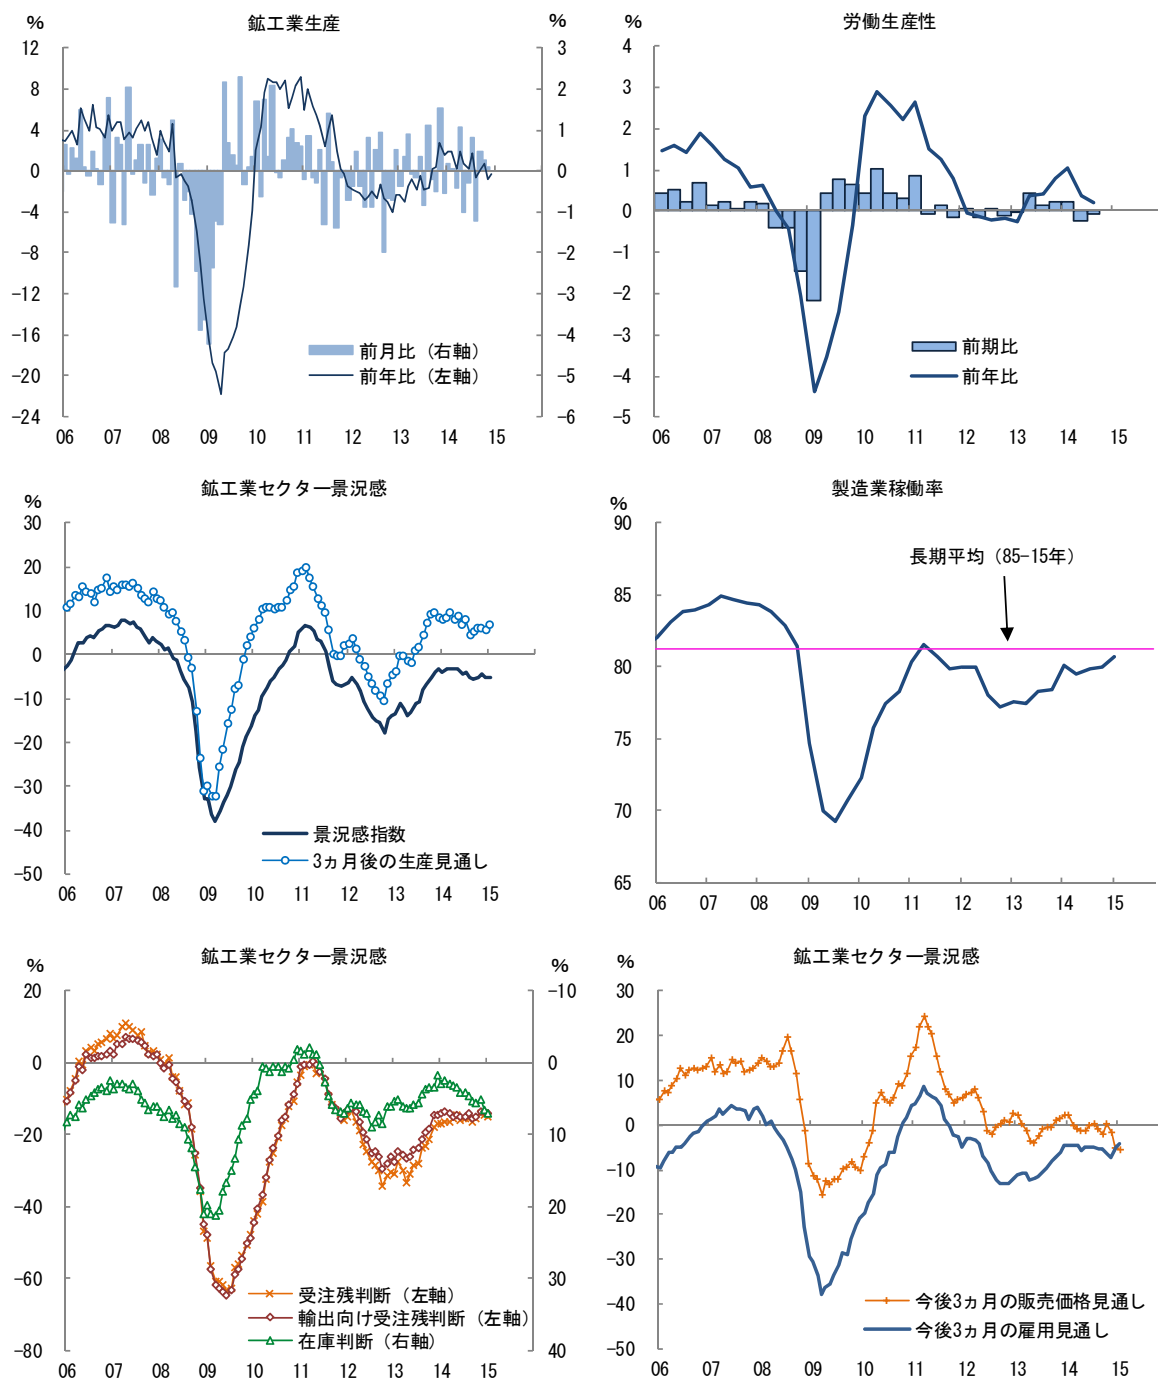 鉱工業生産
% %
12 3
8 2
4 1
0 0
-4 -1
-8 -2
-12 -3
-16 -4
-20 -5
-24 -6
前月比（右軸）
前年比（左軸）
06 07 08 09 10 11 12 13 14 15
労働生産性
%
4
3
2
1
0
-1
-2
-3
-4
-5
前期比
前年比
06 07 08 09 10 11 12 13 14 15
鉱工業セクター景況感
%
30
20
10
0
-10
-20
-30
-40
-50
景況感指数
3ヵ月後の生産見通し
06 07 08 09 10 11 12 13 14 15
製造業稼働率
%
90
85
80
75
70
65
長期平均（85-15年）
06 07 08 09 10 11 12 13 14 15
鉱工業セクター景況感
% %
20 -10
0 0
-20 10
-40 20
-60 30
-80 40
受注残判断（左軸）
輸出向け受注残判断（左軸）
在庫判断（右軸）
06 07 08 09 10 11 12 13 14 15
鉱工業セクター景況感
%
30
20
10
0
-10
-20
-30
-40
-50
今後3ヵ月の販売価格見通し
今後3ヵ月の雇用見通し
06 07 08 09 10 11 12 13 14 15